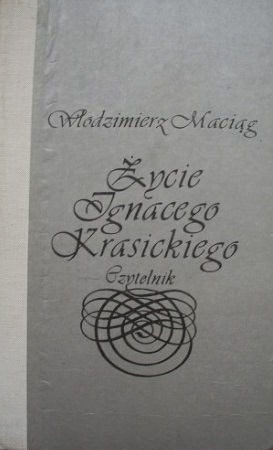 Włodzimierz Maciąg
Życie
Ignacego
Krasickiego
Czytelnik